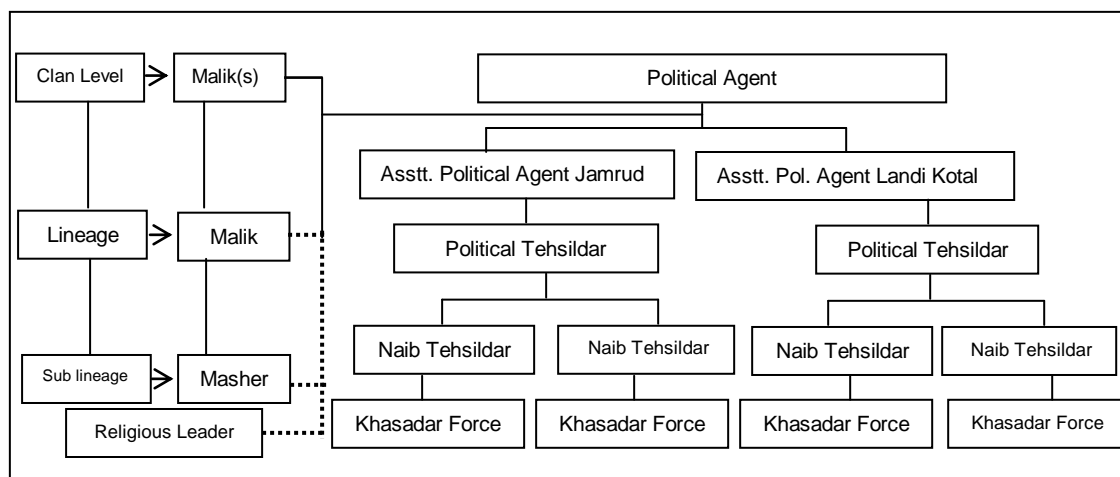 Clan Level
Malik(s)
Political Agent
Asstt. Political Agent Jamrud
Asstt. Pol. Agent Landi Kotal
Lineage
Malik
Political Tehsildar
Political Tehsildar
Naib Tehsildar
Naib Tehsildar
Naib Tehsildar
Naib Tehsildar
Sub lineage
Masher
Religious Leader
Khasadar Force
Khasadar Force
Khasadar Force
Khasadar Force